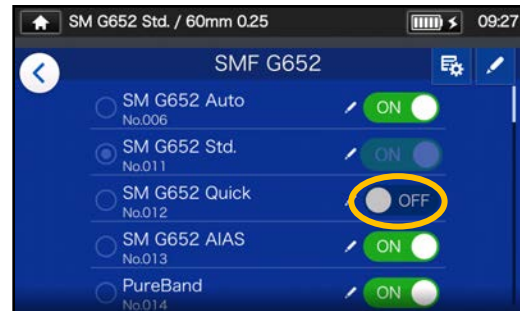 SM G652 Std. / 60mm 0.25 09:27
SMF G652
SM G652 Auto ON
No.006
SM G652 Std. ON
No.011
SM G652 Quick OFF
No.012
SM G652 AIAS ON
No.013
PureBand ON
No.014